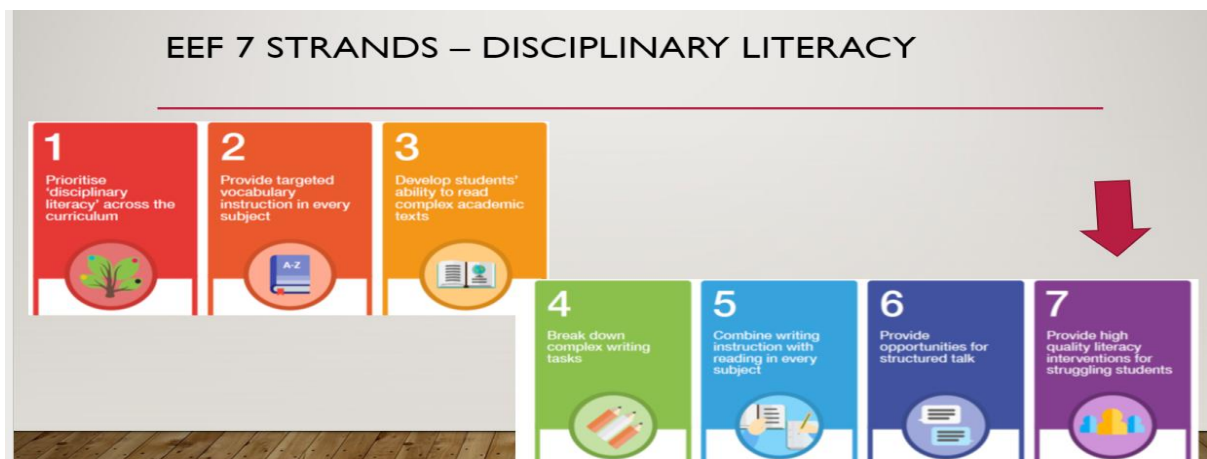 EEF 7 STRANDS – DISCIPLINARY LITERACY
1
Prioritise
'disciplinary
literacy' across the
curriculum
2
Provide targeted
vocabulary
instruction in every
subject
A-Z
3
Develop students'
ability to read
complex academic
texts
4
Break down
complex writing
tasks
5
Combine writing
instruction with
reading in every
subject
6
Provide
opportunities for
structured talk
7
Provide high
quality literacy
interventions for
struggling students